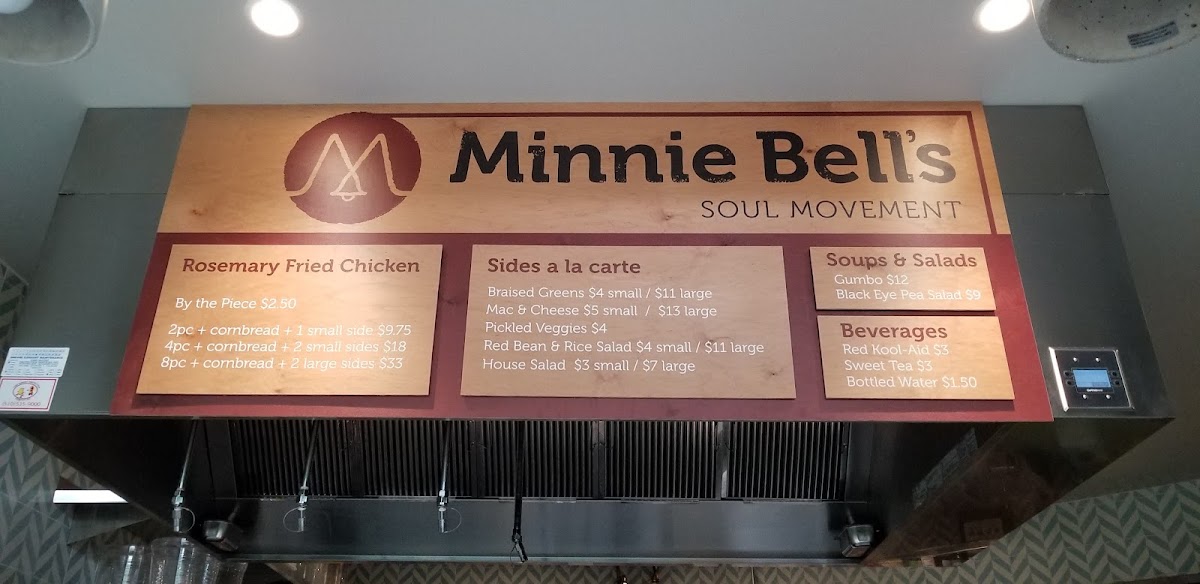 Minnie Bell's
SOUL MOVEMENT
Rosemary Fried Chicken
By the Piece $2.50
2pc + cornbread + 1 small side $9.75
4pc + cornbread + 2 small sides $18
8pc + cornbread + 2 large sides $33
Sides a la carte
Braised Greens $4 small / $11 large
Mac & Cheese $5 small / $13 large
Pickled Veggies $4
Red Bean & Rice Salad $4 small / $11 large
House Salad $3 small / $7 large
Soups & Salads
Gumbo $12
Black Eye Pea Salad $9
Beverages
Red Kool-Aid $3
Sweet Tea $3
Bottled Water $1.50